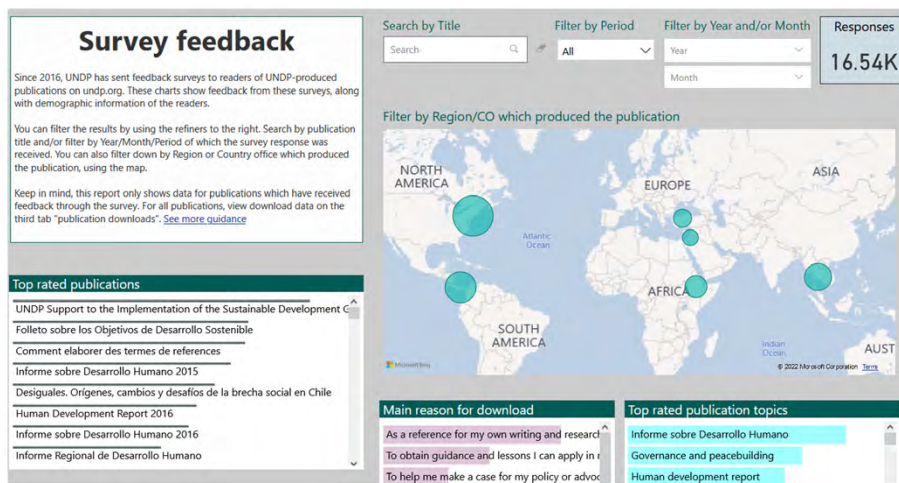 Survey feedback
Since 2016, UNDP has sent feedback surveys to readers of UNDP-produced
publications on undp.org. These charts show feedback from these surveys, along
with demographic information of the readers.
You can filter the results by using the refiners to the right. Search by publication
title and/or filter by Year/Month/Period of which the survey response was
received. You can also filter down by Region or Country office which produced
the publication, using the map.
Keep in mind, this report only shows data for publications which have received
feedback through the survey. For all publications, view download data on the
third tab "publication downloads". See more guidance
Search by Title
Search
Filter by Period
All
Filter by Year and/or Month
Year
Month
Responses
16.54K
Filter by Region/CO which produced the publication
NORTH
AMERICA
EUROPE
ASIA
Atlantic
Ocean
AFRICA
SOUTH
AMERICA
Indian
Ocean
AUST
Microsoft Bing
© 2022 Microsoft Corporation Terms
Top rated publications
UNDP Support to the Implementation of the Sustainable Development G
Folleto sobre los Objetivos de Desarrollo Sostenible
Comment elaborer des termes de references
Informe sobre Desarrollo Humano 2015
Desiguales. Orígenes, cambios y desafíos de la brecha social en Chile
Human Development Report 2016
Informe sobre Desarrollo Humano 2016
Informe Regional de Desarrollo Humano
Main reason for download
As a reference for my own writing and research
To obtain guidance and lessons I can apply in
To help me make a case for my policy or advoc
Top rated publication topics
Informe sobre Desarrollo Humano
Governance and peacebuilding
Human development report